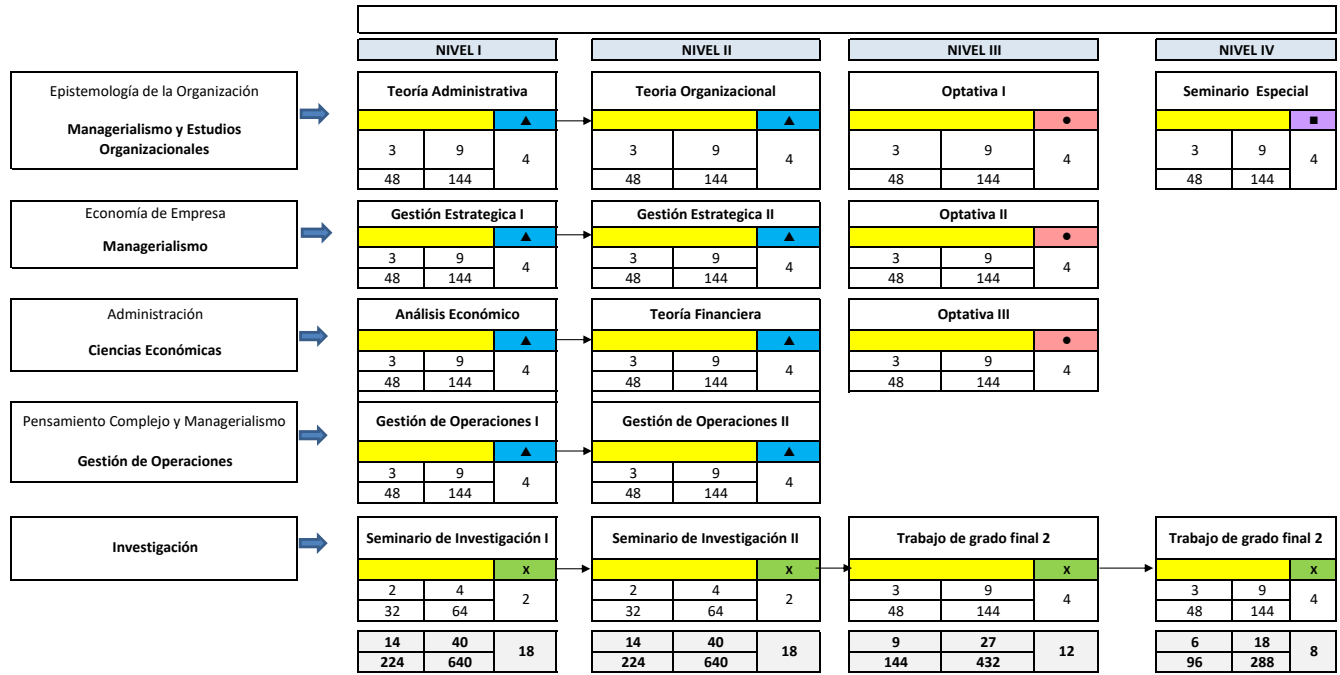 NIVEL I NIVEL II NIVEL III NIVEL IV
Epistemología de la Organización
Managerialismo y Estudios
Organizacionales
Teoría Administrativa Teoria Organizacional Optativa I Seminario Especial
▲ ▲ ● ■
3 9 4 3 9 4 3 9 4 3 9 4
48 144 48 144 48 144 48 144
Economía de Empresa
Managerialismo
Gestión Estrategica I Gestión Estrategica II Optativa II
▲ ▲ ●
3 9 4 3 9 4 3 9 4
48 144 48 144 48 144
Administración
Ciencias Económicas
Análisis Económico Teoría Financiera Optativa III
▲ ▲ ●
3 9 4 3 9 4 3 9 4
48 144 48 144 48 144
Pensamiento Complejo y Managerialismo
Gestión de Operaciones
Gestión de Operaciones I Gestión de Operaciones II
▲ ▲
3 9 4 3 9 4
48 144 48 144
Investigación
Seminario de Investigación I Seminario de Investigación II Trabajo de grado final 2 Trabajo de grado final 2
x x x x
2 4 2 2 4 2 3 9 4 3 9 4
32 64 32 64 48 144 48 144
14 40 18 14 40 18 9 27 12 6 18 8
224 640 224 640 144 432 96 288